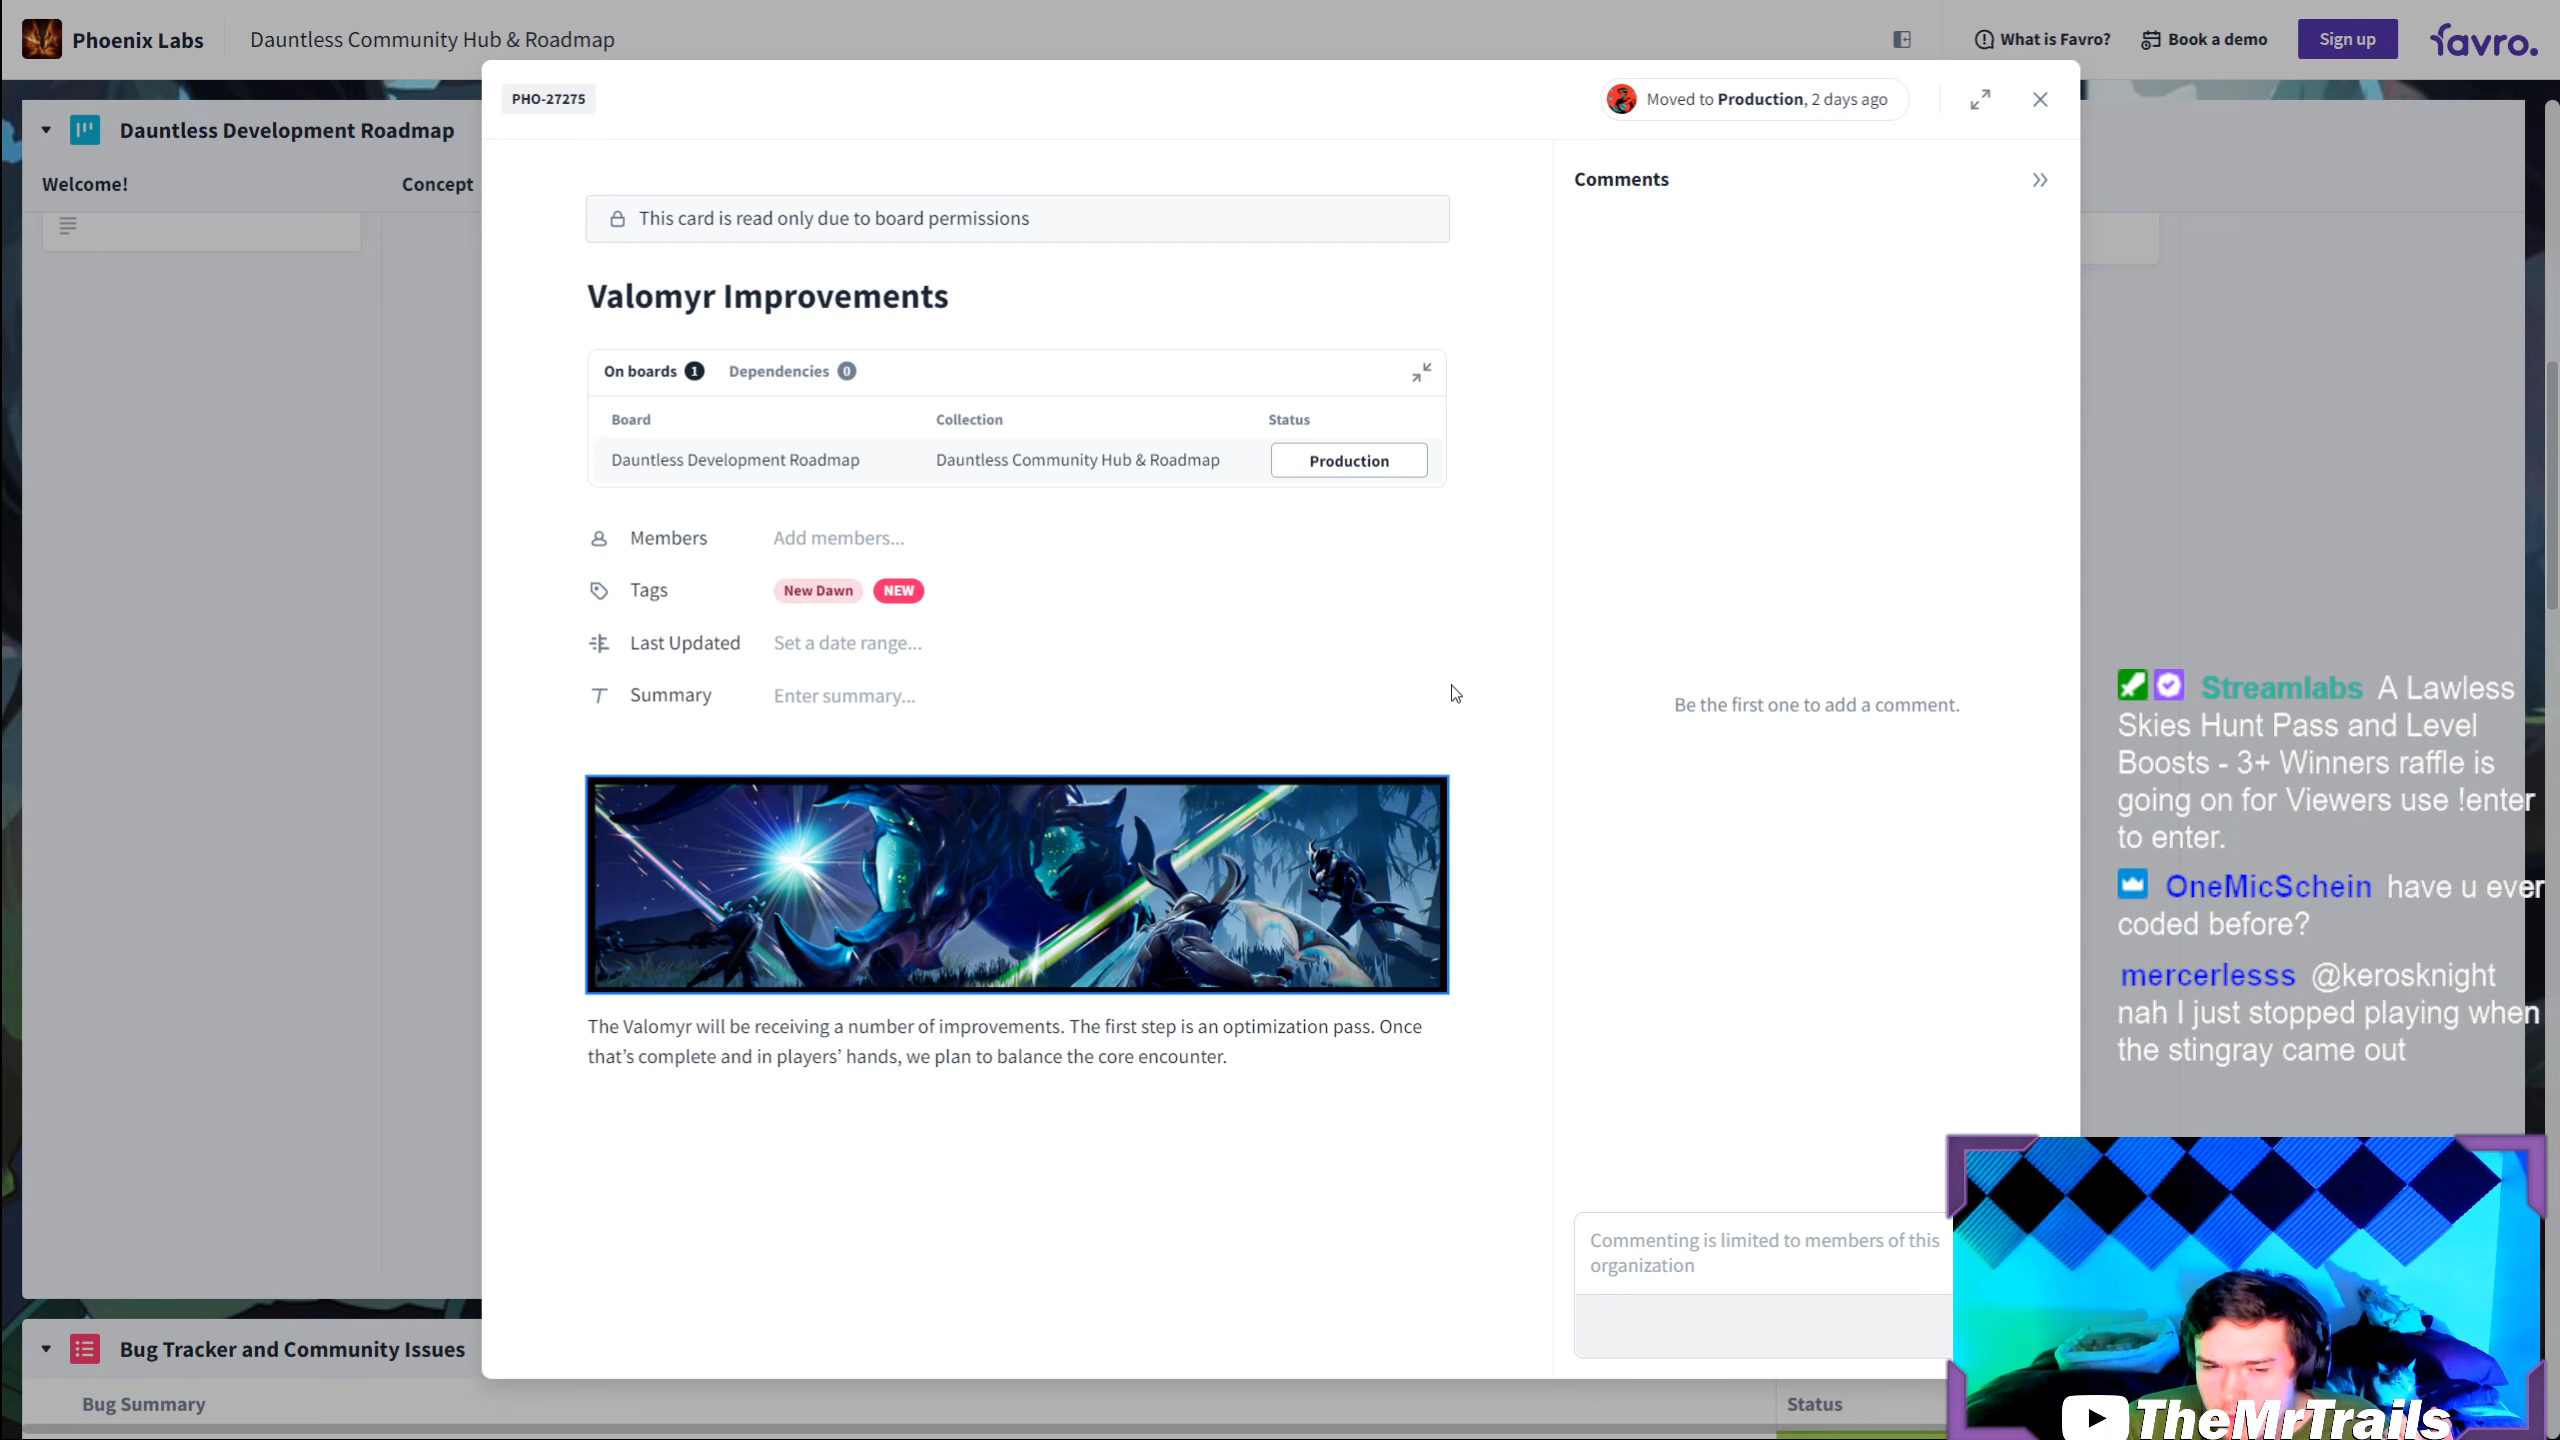 Phoenix Labs
Dauntless Community Hub & Roadmap
What is Favro?
Book a demo
Sign up
favro.
Dauntless Development Roadmap
Welcome!
Concept
PHO-27275
Moved to Production, 2 days ago
Comments
This card is read only due to board permissions
Valomyr Improvements
On boards 1
Dependencies 0
Board
Collection
Status
Dauntless Development Roadmap
Dauntless Community Hub & Roadmap
Production
Members
Add members...
Tags
New Dawn
NEW
Last Updated
Set a date range...
Summary
Enter summary...
Be the first one to add a comment.
The Valomyr will be receiving a number of improvements. The first step is an optimization pass. Once
that’s complete and in players’ hands, we plan to balance the core encounter.
Commenting is limited to members of this
organization
Streamlabs A Lawless
Skies Hunt Pass and Level
Boosts - 3+ Winners raffle is
going on for Viewers use !enter
to enter.
OneMicSchein have u ever
coded before?
mercerlesss @kerosknight
nah I just stopped playing when
the stingray came out
Bug Tracker and Community Issues
Bug Summary
Status
TheMrTrails